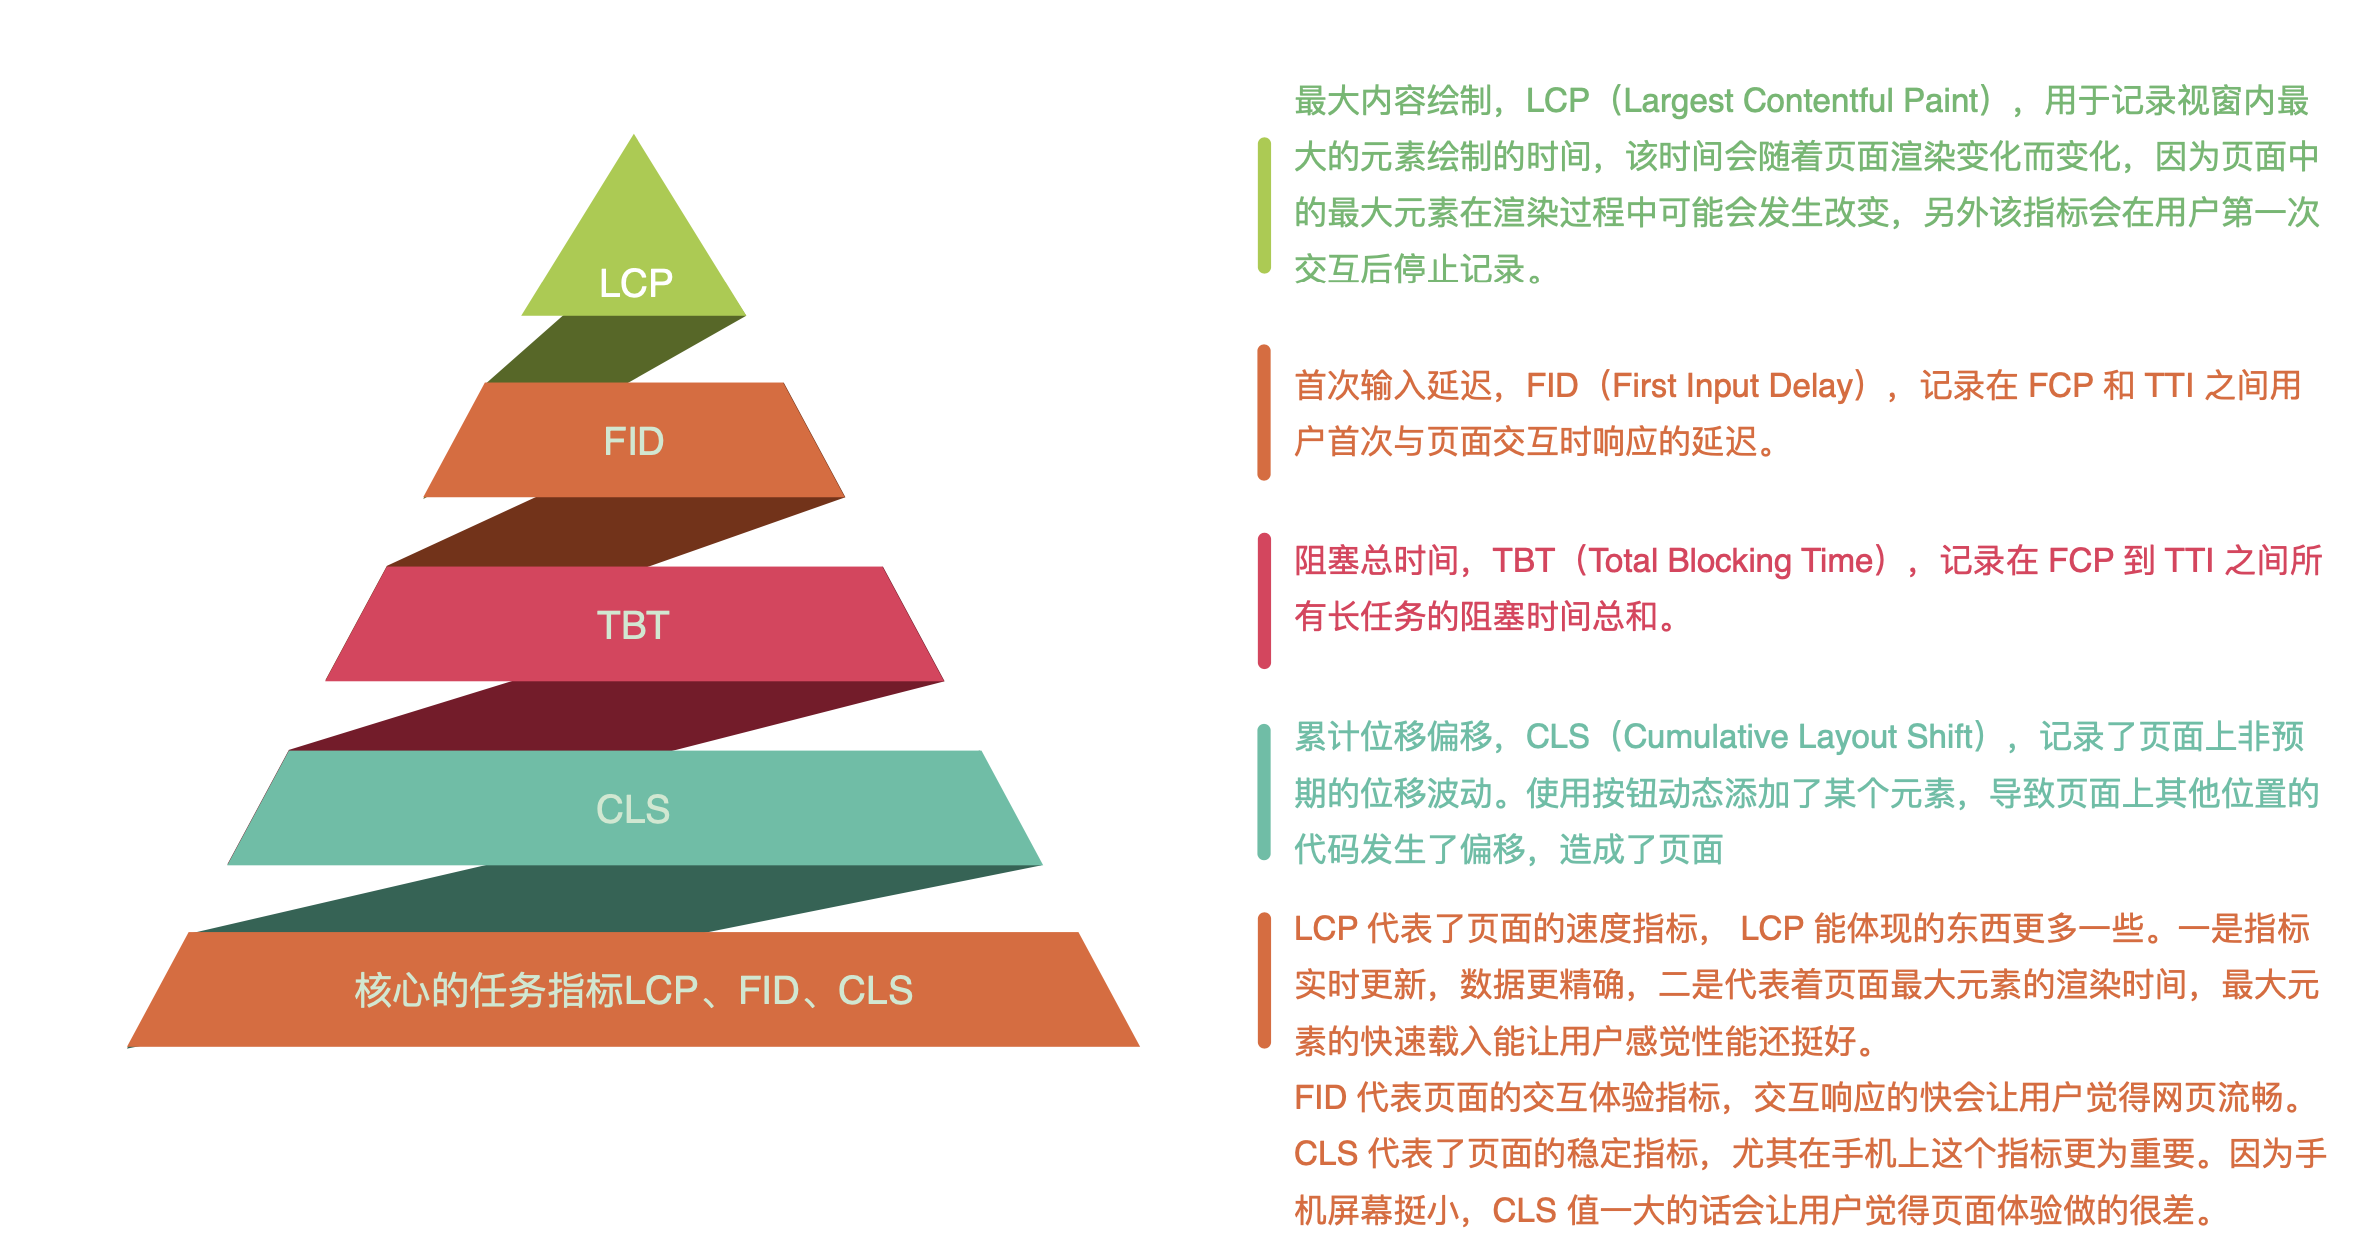 LCP
FID
TBT
CLS
核心的任务指标LCP、FID、CLS
最大内容绘制，LCP（Largest Contentful Paint），用于记录视窗内最
大的元素绘制的时间，该时间会随着页面渲染变化而变化，因为页面中
的最大元素在渲染过程中可能会发生改变，另外该指标会在用户第一次
交互后停止记录。
首次输入延迟，FID（First Input Delay），记录在 FCP 和 TTI 之间用
户首次与页面交互时响应的延迟。
阻塞总时间，TBT（Total Blocking Time），记录在 FCP 到 TTI 之间所
有长任务的阻塞时间总和。
累计位移偏移，CLS（Cumulative Layout Shift），记录了页面上非预
期的位移波动。使用按钮动态添加了某个元素，导致页面上其他位置的
代码发生了偏移，造成了页面
LCP 代表了页面的速度指标， LCP 能体现的东西更多一些。一是指标
实时更新，数据更精确，二是代表着页面最大元素的渲染时间，最大元
素的快速载入能让用户感觉性能还挺好。
FID 代表页面的交互体验指标，交互响应的快会让用户觉得网页流畅。
CLS 代表了页面的稳定指标，尤其在手机上这个指标更为重要。因为手
机屏幕挺小，CLS 值一大的话会让用户觉得页面体验做的很差。